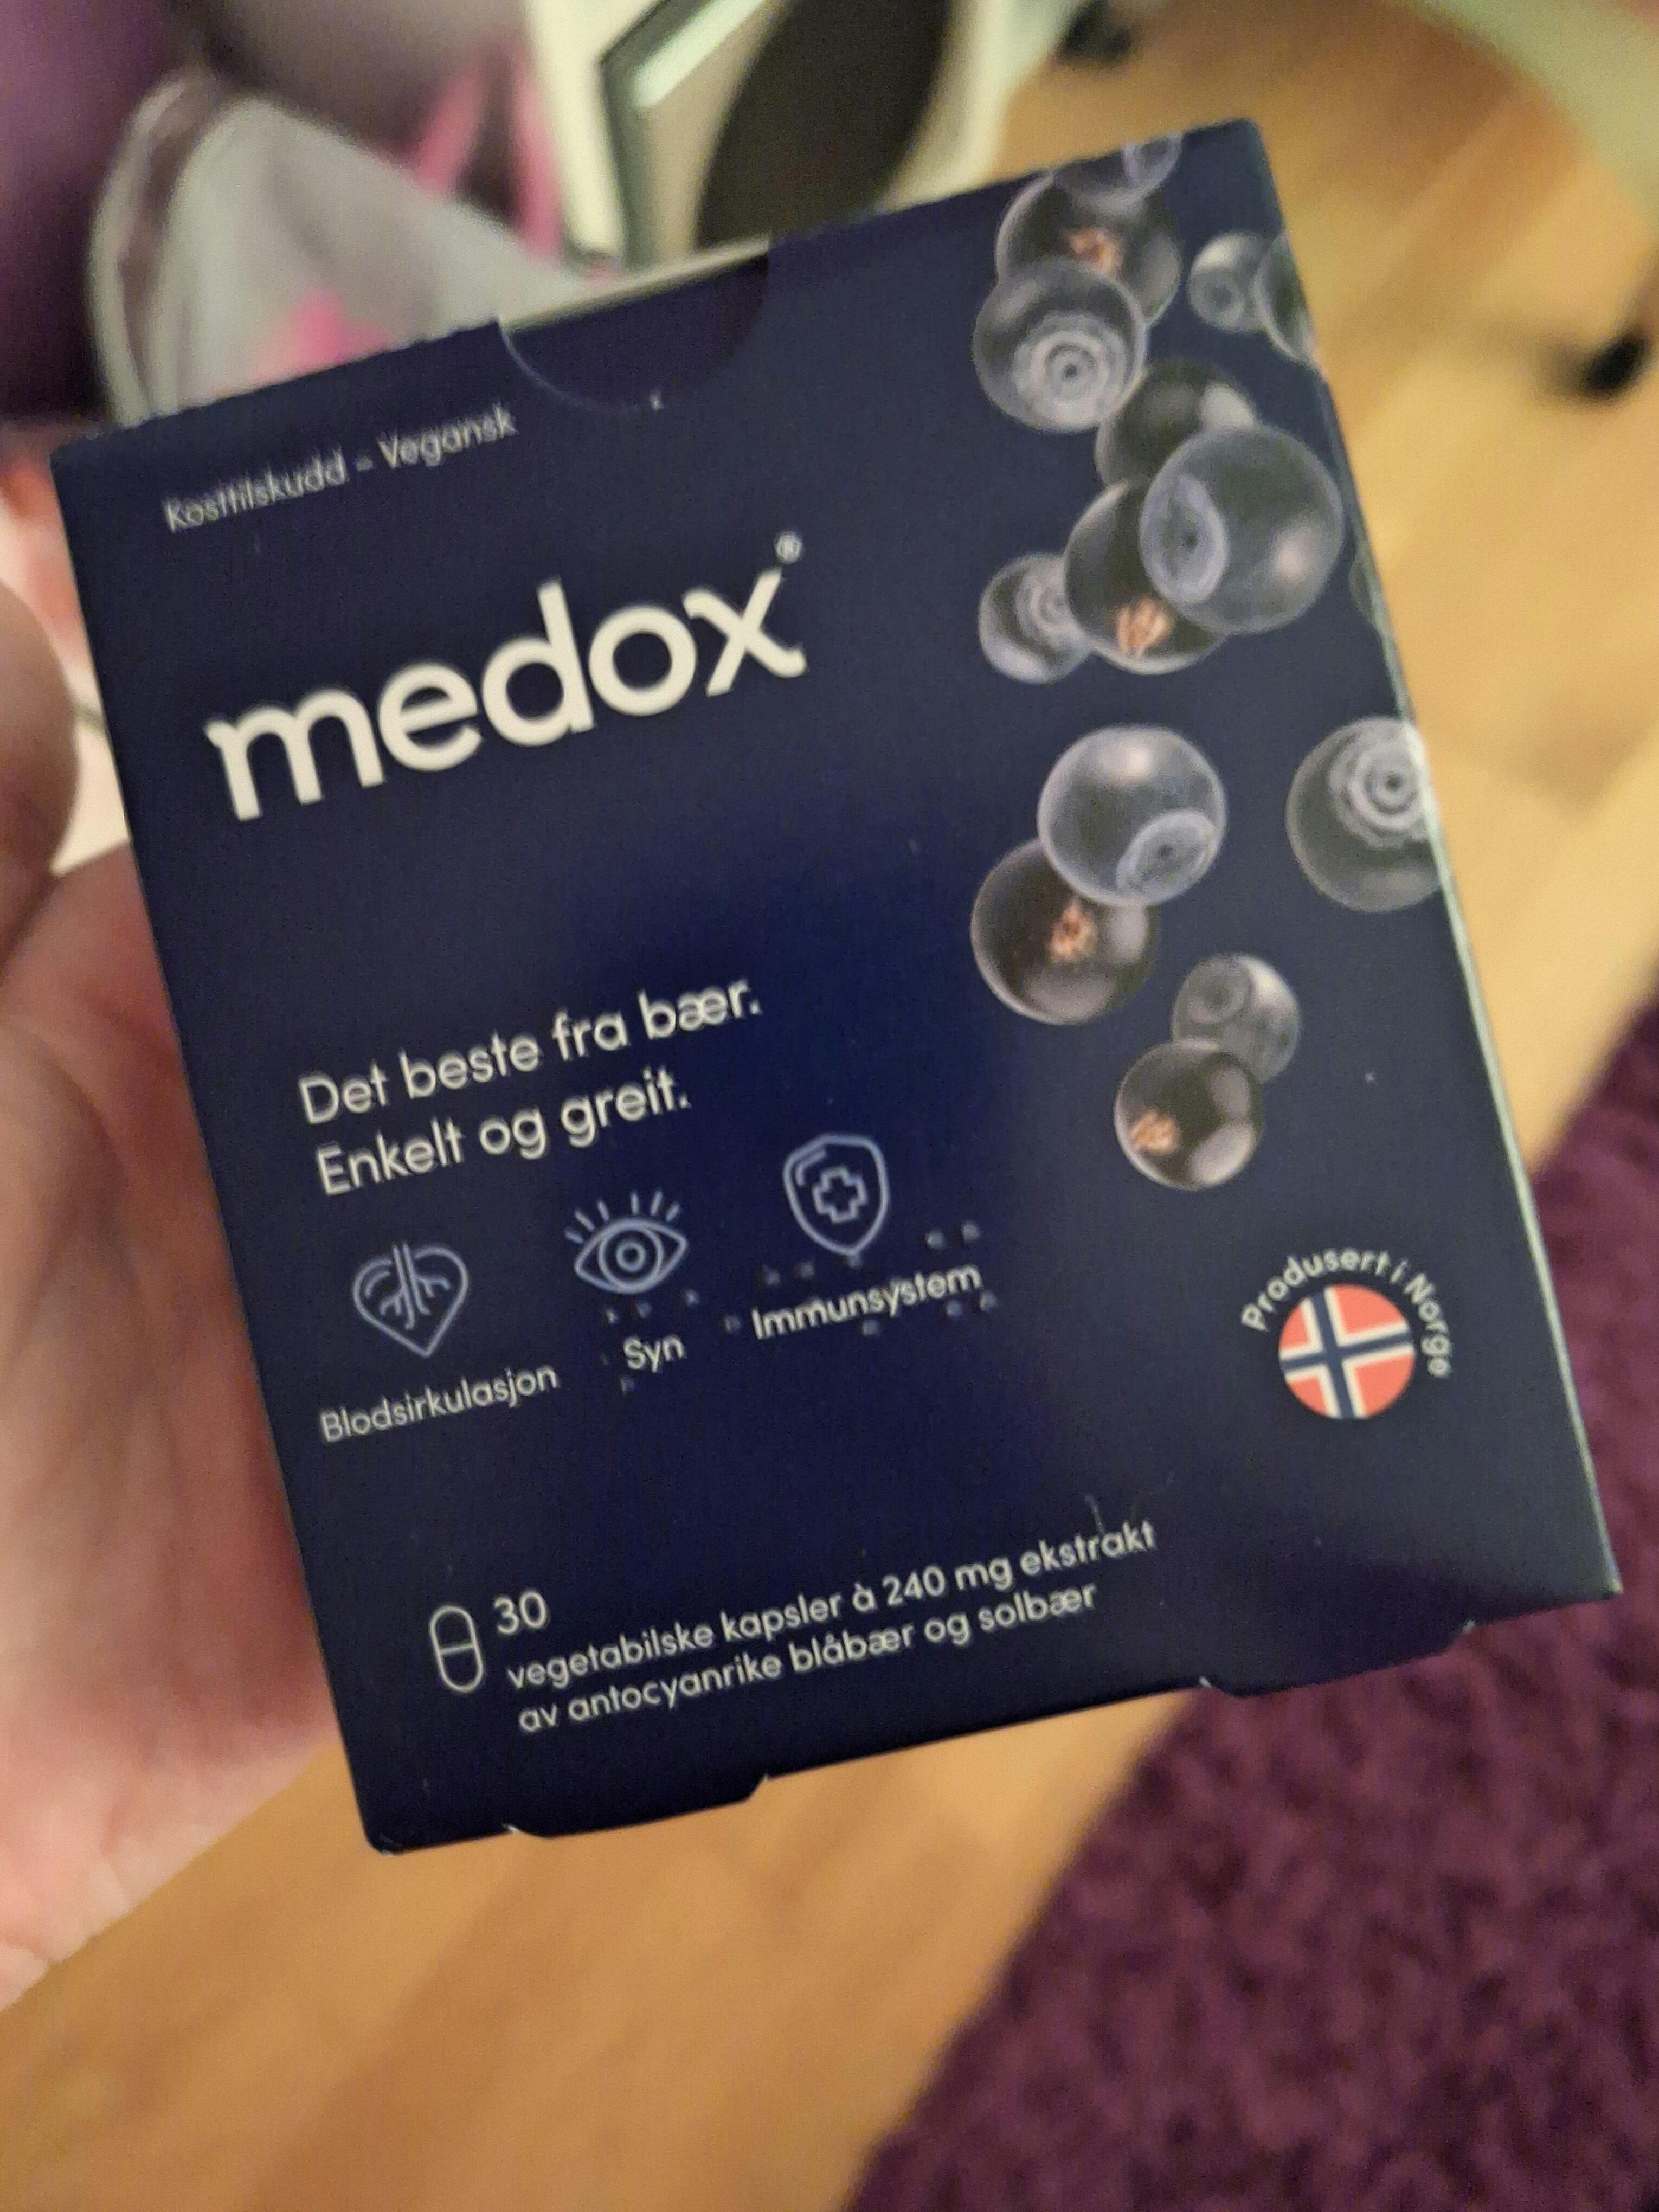 Kosttilskudd – Vegansk
medox®
Det beste fra bær.
Enkelt og greit.
Blodsirkulasjon
Syn
Immunsystem
Produsert i Norge
30
vegetabilske kapsler à 240 mg ekstrakt
av antocyanrike blåbær og solbær